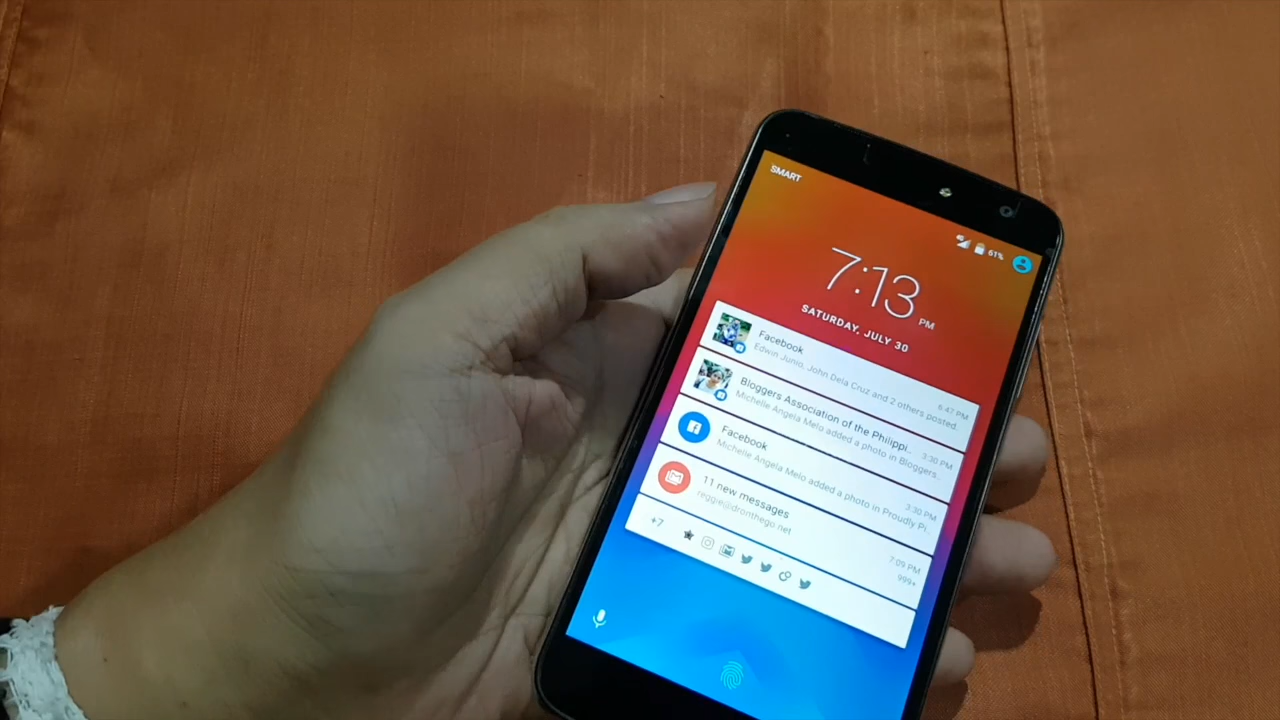 SMART
4G
61%
7:13 PM
SATURDAY, JULY 30
Facebook
6:47 PM
Edwin Junio, John Dela Cruz and 2 others posted.
Bloggers Association of the Philippi..
3:30 PM
Michelle Angela Melo added a photo in Bloggers..
Facebook
3:30 PM
Michelle Angela Melo added a photo in Proudly Pi..
11 new messages
7:09 PM
reggie@dronthego.net
999+
+7